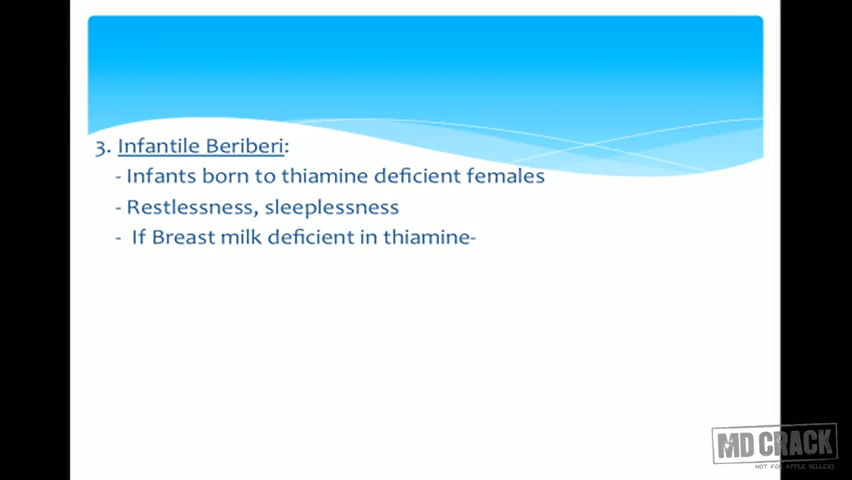 3. Infantile Beriberi:
- Infants born to thiamine deficient females
- Restlessness, sleeplessness
- If Breast milk deficient in thiamine-
MD CRACK
NOT FOR APPLE SELLERS